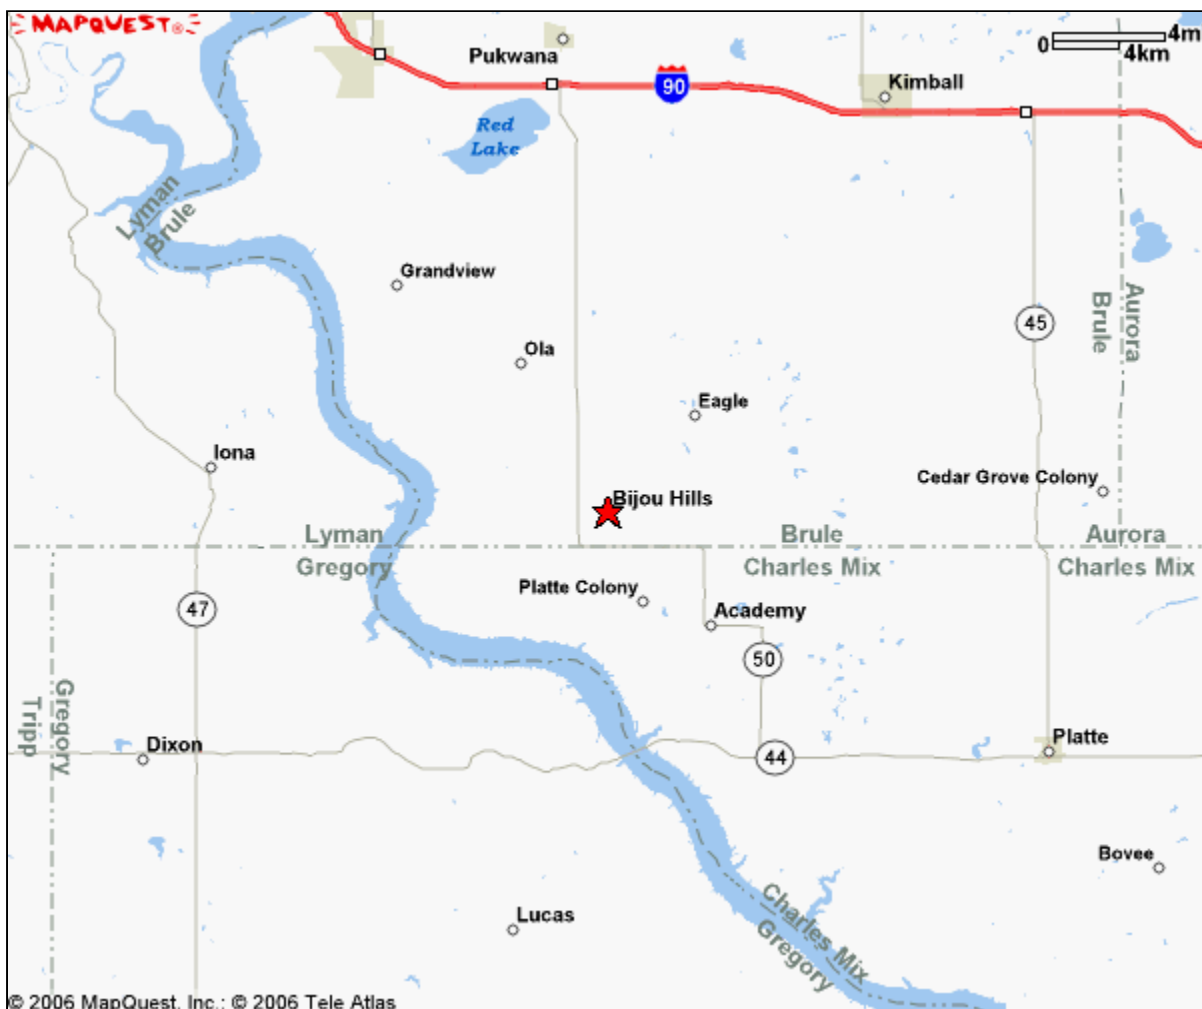 MAPQUEST
Pukwana
0
4m
4km
90
Kimball
Red
Lake
Lyman
Brule
Grandview
Aurora
Brule
45
Ola
Eagle
Iona
Cedar Grove Colony
Bijou Hills
Lyman
Brule
Aurora
Gregory
Charles Mix
Charles Mix
Platte Colony
47
Academy
50
Gregory
Tripp
Dixon
Platte
44
Bovee
Charles Mix
Gregory
Lucas
© 2006 MapQuest, Inc.; © 2006 Tele Atlas